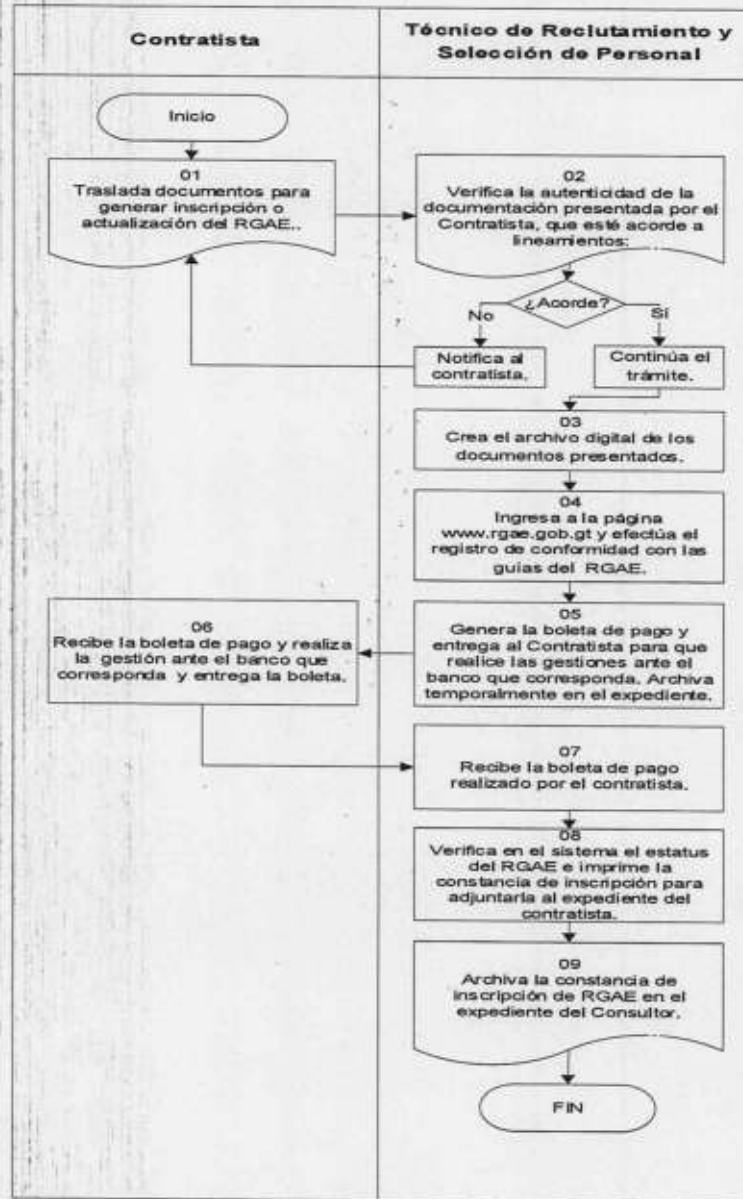 Contratista
Técnico de Reclutamiento y
Selección de Personal
Inicio
01
Traslada documentos para
generar inscripción o
actualización del RGAE..
02
Verifica la autenticidad de la
documentación presentada por el
Contratista, que esté acorde a
lineamientos:
¿Acorde?
No
Sí
Notifica al
contratista.
Continúa el
trámite.
03
Crea el archivo digital de los
documentos presentados.
04
Ingresa a la página
www.rgae.gob.gt y efectúa el
registro de conformidad con las
guías del RGAE.
05
Genera la boleta de pago y
entrega al Contratista para que
realice las gestiones ante el
banco que corresponda. Archiva
temporalmente en el expediente.
06
Recibe la boleta de pago y realiza
la gestión ante el banco que
corresponda y entrega la boleta.
07
Recibe la boleta de pago
realizado por el contratista.
08
Verifica en el sistema el estatus
del RGAE e imprime la
constancia de inscripción para
adjuntarla al expediente del
contratista.
09
Archiva la constancia de
inscripción de RGAE en el
expediente del Consultor.
FIN